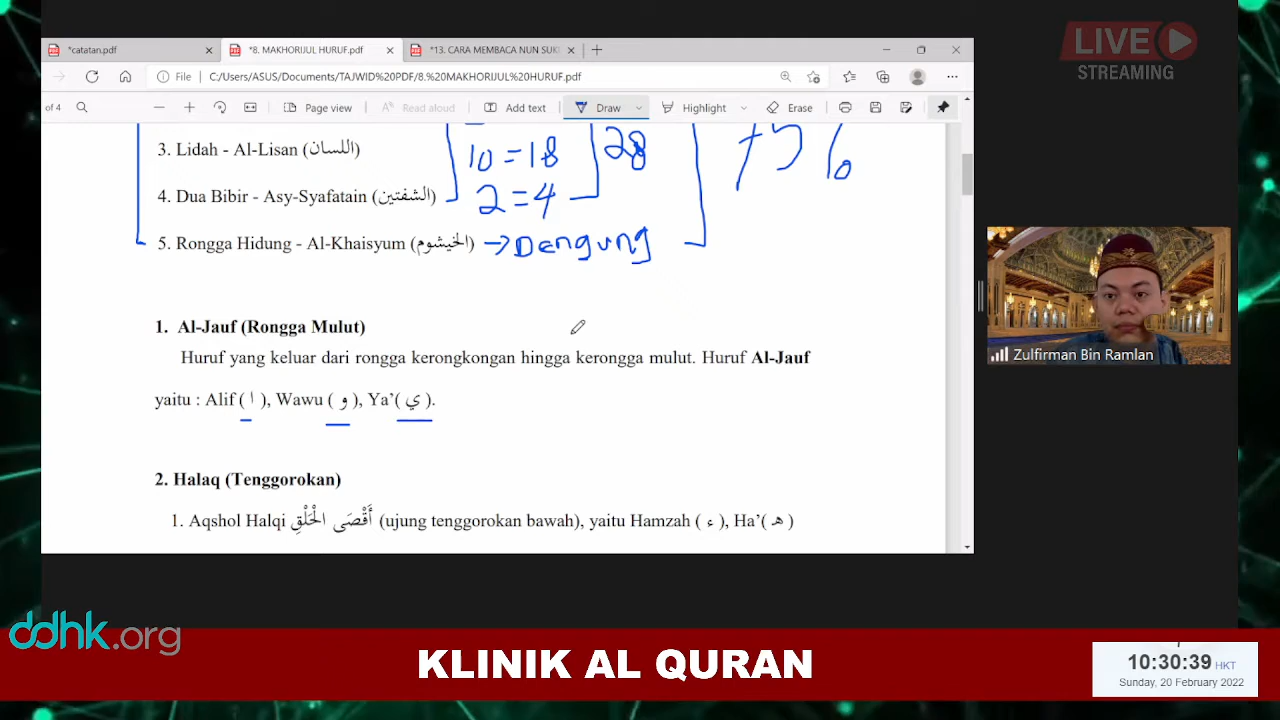 LIVE
STREAMING
*catatan.pdf
*8. MAKHORIJUL HURUF.pdf
*13. CARA MEMBACA NUN SUK
File
C:/Users/ASUS/Documents/TAJWID%20PDF/8.%20MAKHORIJUL%20HURUF.pdf
of 4
Page view
Read aloud
Add text
Draw
Highlight
Erase
3. Lidah - Al-Lisan (اللسان)
10 = 18
28
75%
4. Dua Bibir - Asy-Syafatain (الشفتين)
2 = 4
5. Rongga Hidung - Al-Khaisyum (الخيشوم)
Dengung
1. Al-Jauf (Rongga Mulut)
Huruf yang keluar dari rongga kerongkongan hingga kerongga mulut. Huruf Al-Jauf
yaitu : Alif ( ا ), Wawu ( و ), Ya’( ي ).
2. Halaq (Tenggorokan)
1. Aqshol Halqi أَقْصَى الْحَلْقِ (ujung tenggorokan bawah), yaitu Hamzah ( ء ), Ha’( هـ )
Zulfirman Bin Ramlan
ddhk.org
KLINIK AL QURAN
10:30:39 HKT
Sunday, 20 February 2022